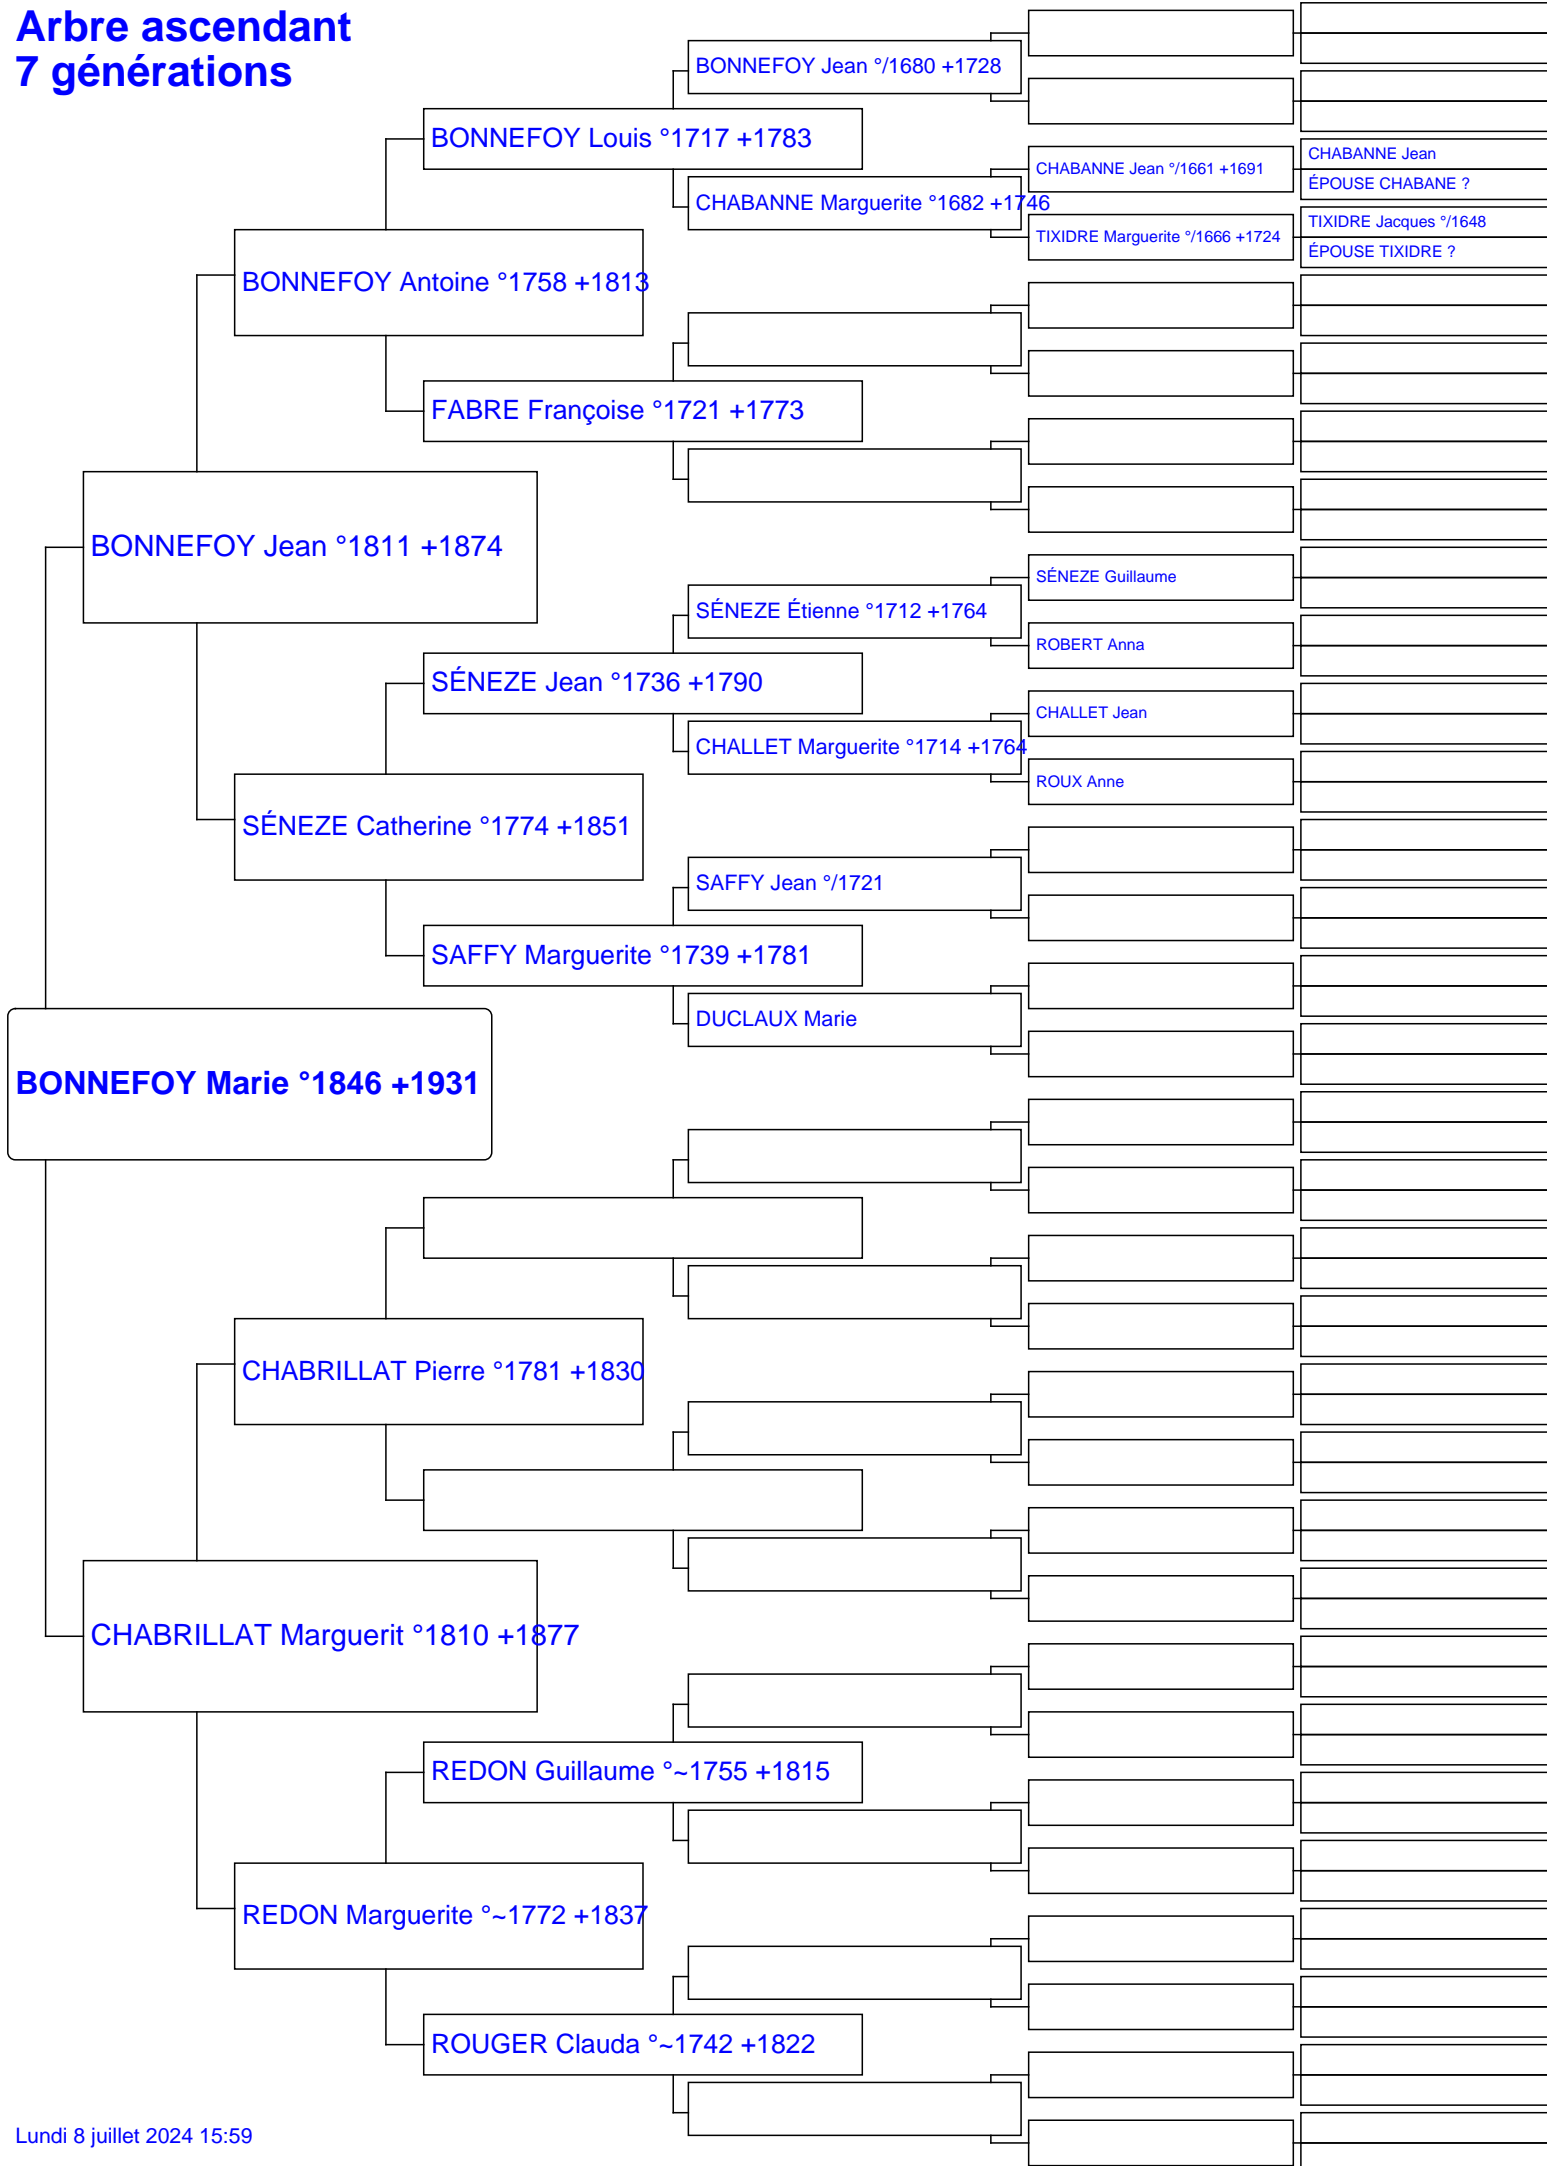 Arbre ascendant
7 générations
BONNEFOY Jean °/1680 +1728
BONNEFOY Louis °1717 +1783
CHABANNE Jean °/1661 +1691
CHABANNE Jean
ÉPOUSE CHABANE ?
CHABANNE Marguerite °1682 +1746
TIXIDRE Marguerite °/1666 +1724
TIXIDRE Jacques °/1648
ÉPOUSE TIXIDRE ?
BONNEFOY Antoine °1758 +1813
FABRE Françoise °1721 +1773
BONNEFOY Jean °1811 +1874
SÉNEZE Guillaume
SÉNEZE Étienne °1712 +1764
ROBERT Anna
SÉNEZE Jean °1736 +1790
CHALLET Jean
CHALLET Marguerite °1714 +1764
ROUX Anne
SÉNEZE Catherine °1774 +1851
SAFFY Jean °/1721
SAFFY Marguerite °1739 +1781
DUCLAUX Marie
BONNEFOY Marie °1846 +1931
CHABRILLAT Pierre °1781 +1830
CHABRILLAT Marguerit °1810 +1877
REDON Guillaume °~1755 +1815
REDON Marguerite °~1772 +1837
ROUGER Clauda °~1742 +1822
Lundi 8 juillet 2024 15:59